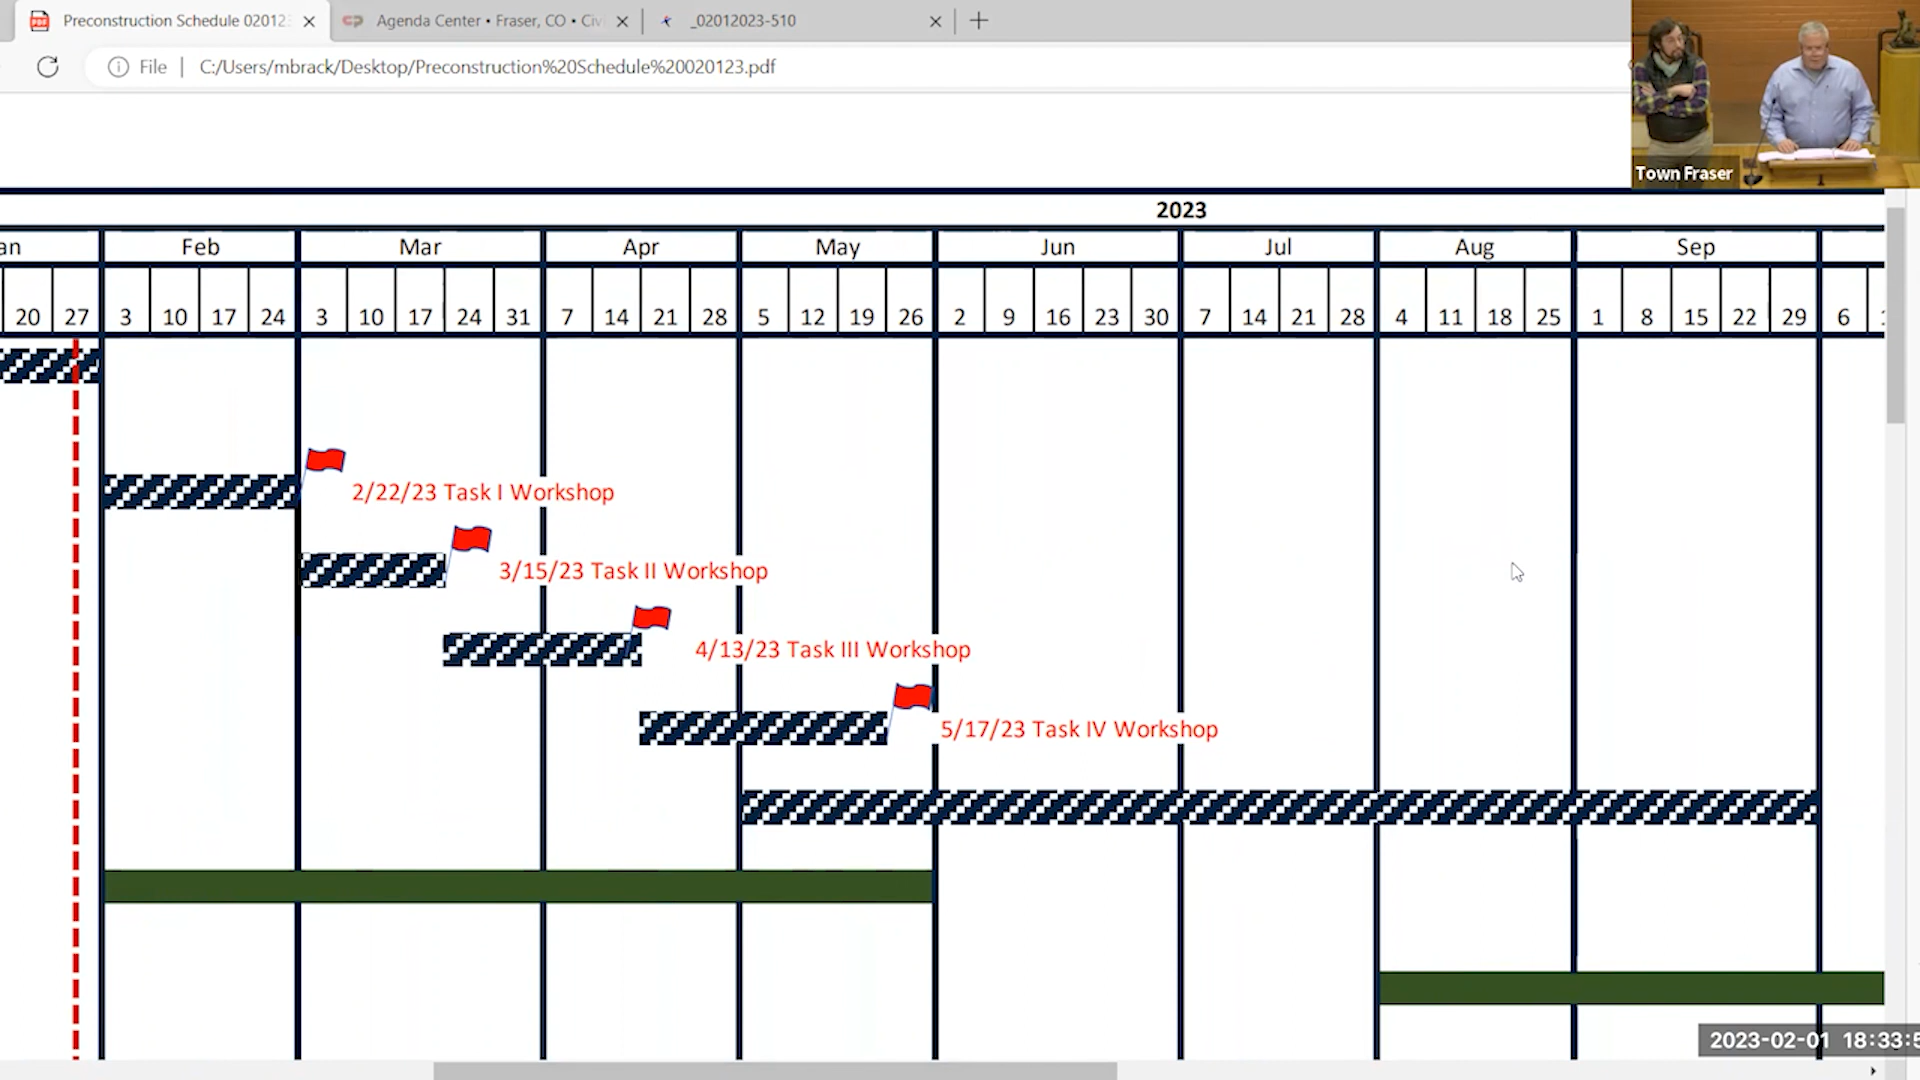 Preconstruction Schedule 02012
Agenda Center • Fraser, CO • Civ
_02012023-510
File
C:/Users/mbrack/Desktop/Preconstruction%20Schedule%20020123.pdf
Town Fraser
2023
an Feb Mar Apr May Jun Jul Aug Sep
20 27 3 10 17 24 3 10 17 24 31 7 14 21 28 5 12 19 26 2 9 16 23 30 7 14 21 28 4 11 18 25 1 8 15 22 29 6
2/22/23 Task I Workshop
3/15/23 Task II Workshop
4/13/23 Task III Workshop
5/17/23 Task IV Workshop
2023-02-01 18:33:5